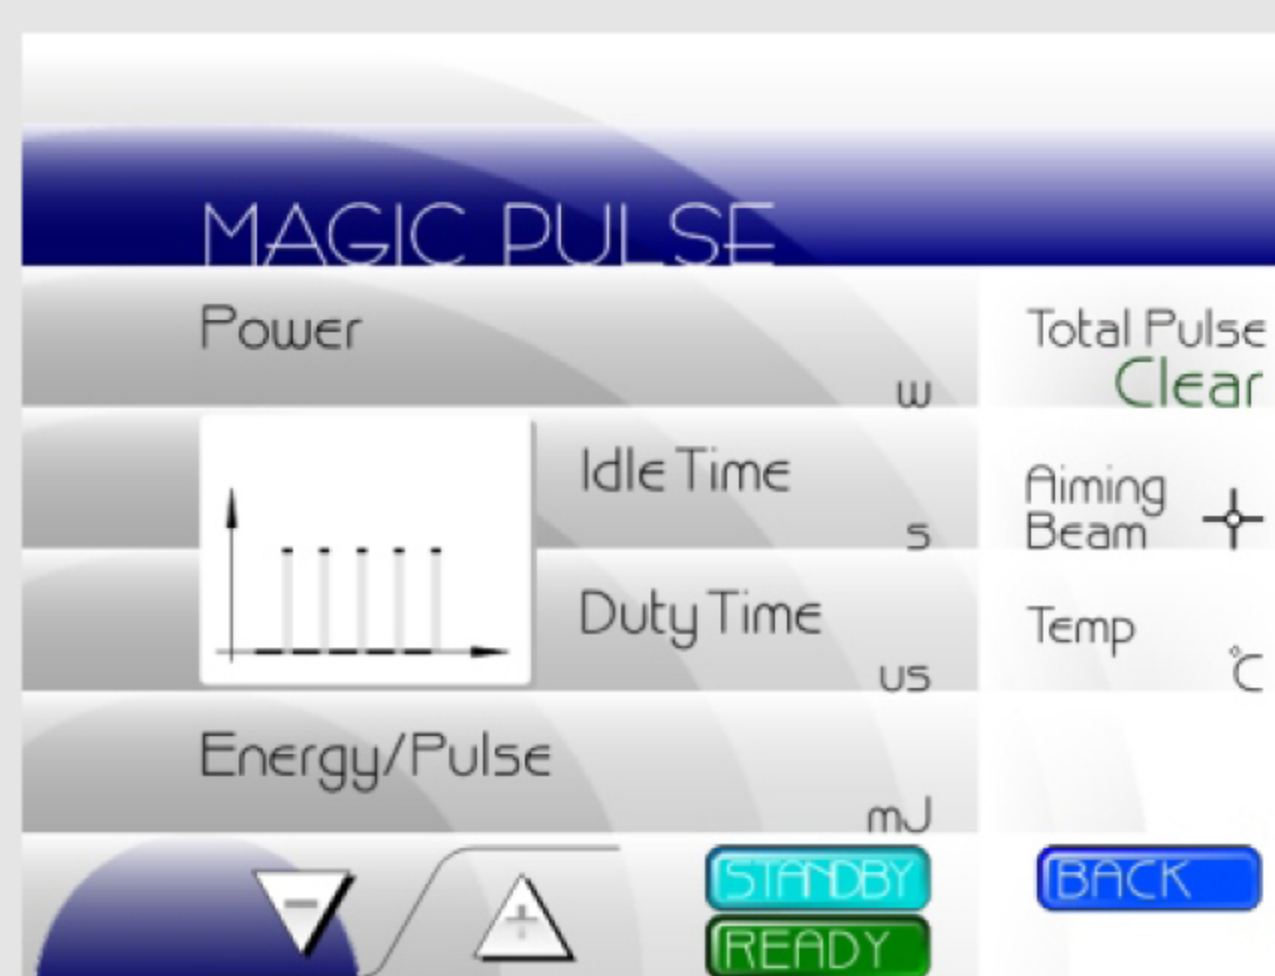 MAGIC PULSE
Power
W
Total Pulse
Clear
Idle Time
s
Aiming
Beam
Duty Time
us
Temp
°C
Energy/Pulse
mJ
STANDBY
BACK
READY